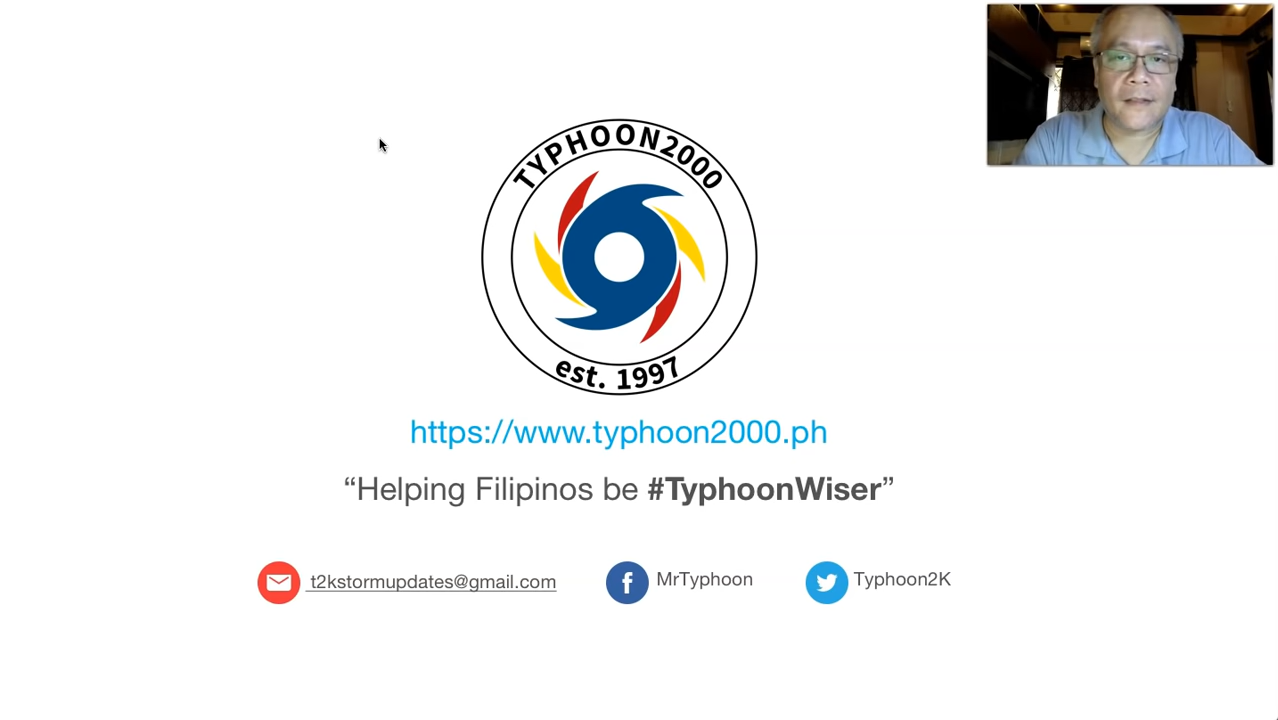 TYPHOON2000
est. 1997
https://www.typhoon2000.ph
“Helping Filipinos be #TyphoonWiser”
t2kstormupdates@gmail.com
MrTyphoon
Typhoon2K